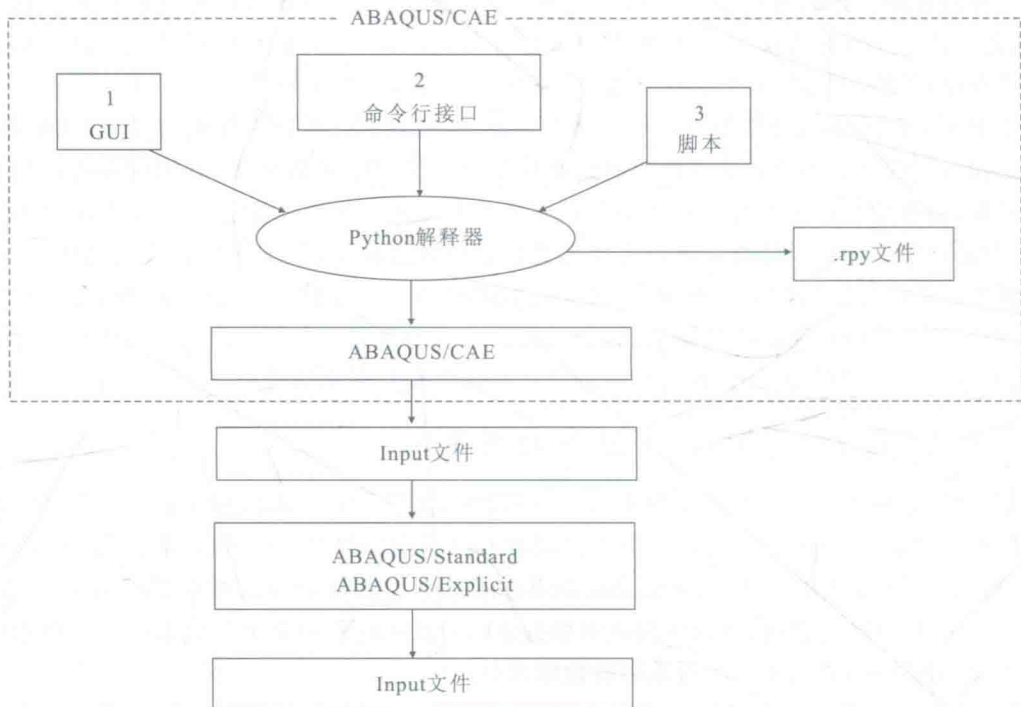 ABAQUS/CAE
1
GUI
2
命令行接口
3
脚本
Python解释器
.rpy文件
ABAQUS/CAE
Input文件
ABAQUS/Standard
ABAQUS/Explicit
Input文件